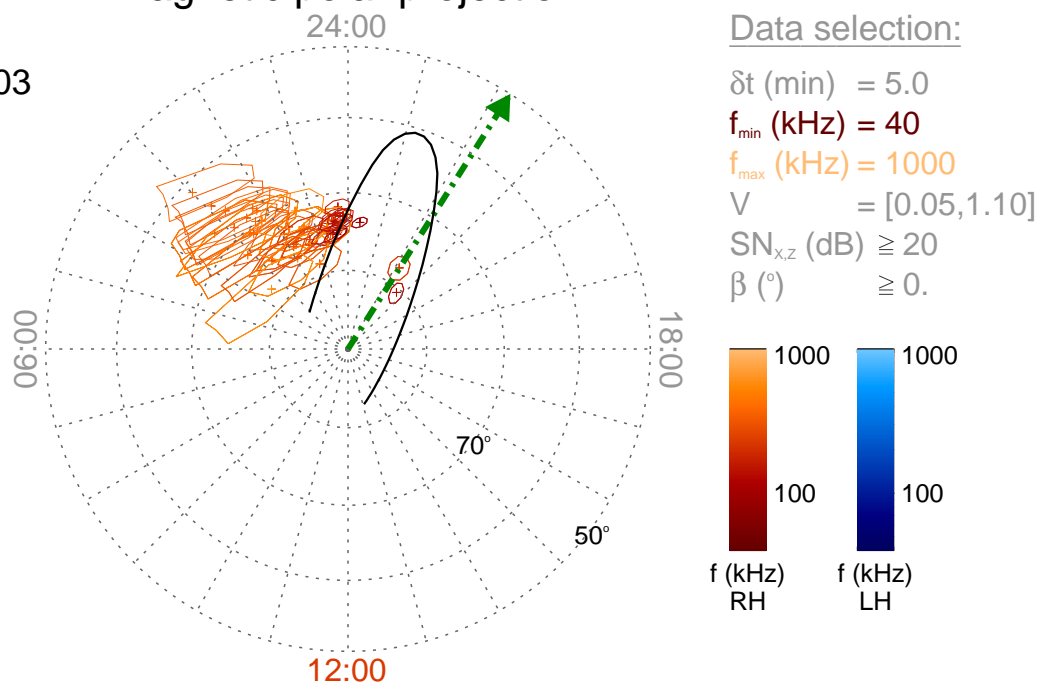 24:00
03
06:00
18:00
70°
50°
12:00
Data selection:
δt (min) = 5.0
fmin (kHz) = 40
fmax (kHz) = 1000
V = [0.05,1.10]
SNx,z (dB) ≧ 20
β (°) ≧ 0.
1000
1000
100
100
f (kHz)
RH
f (kHz)
LH